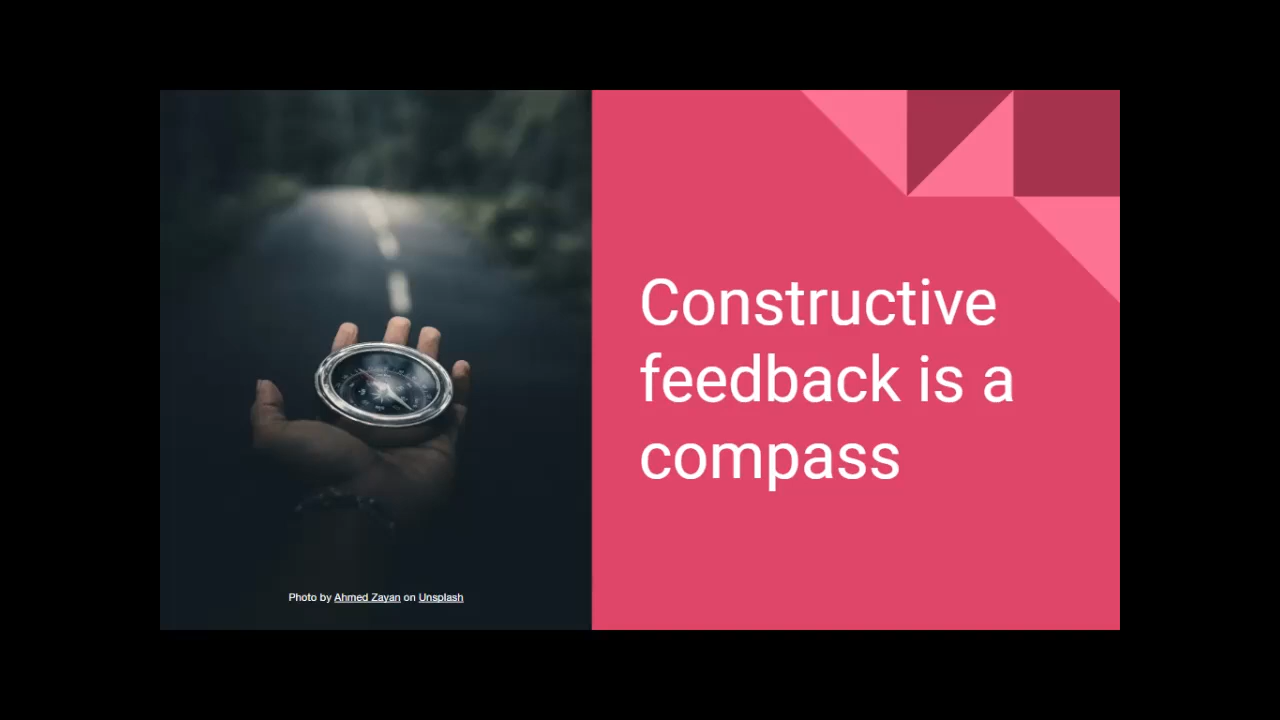 Constructive
feedback is a
compass
Photo by Ahmed Zayan on Unsplash